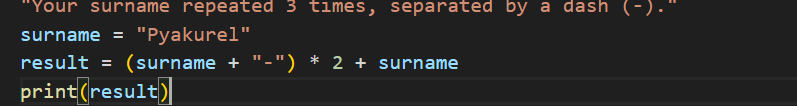 "Your surname repeated 3 times, separated by a dash (-)."
surname = "Pyakurel"
result = (surname + "-") * 2 + surname
print(result)